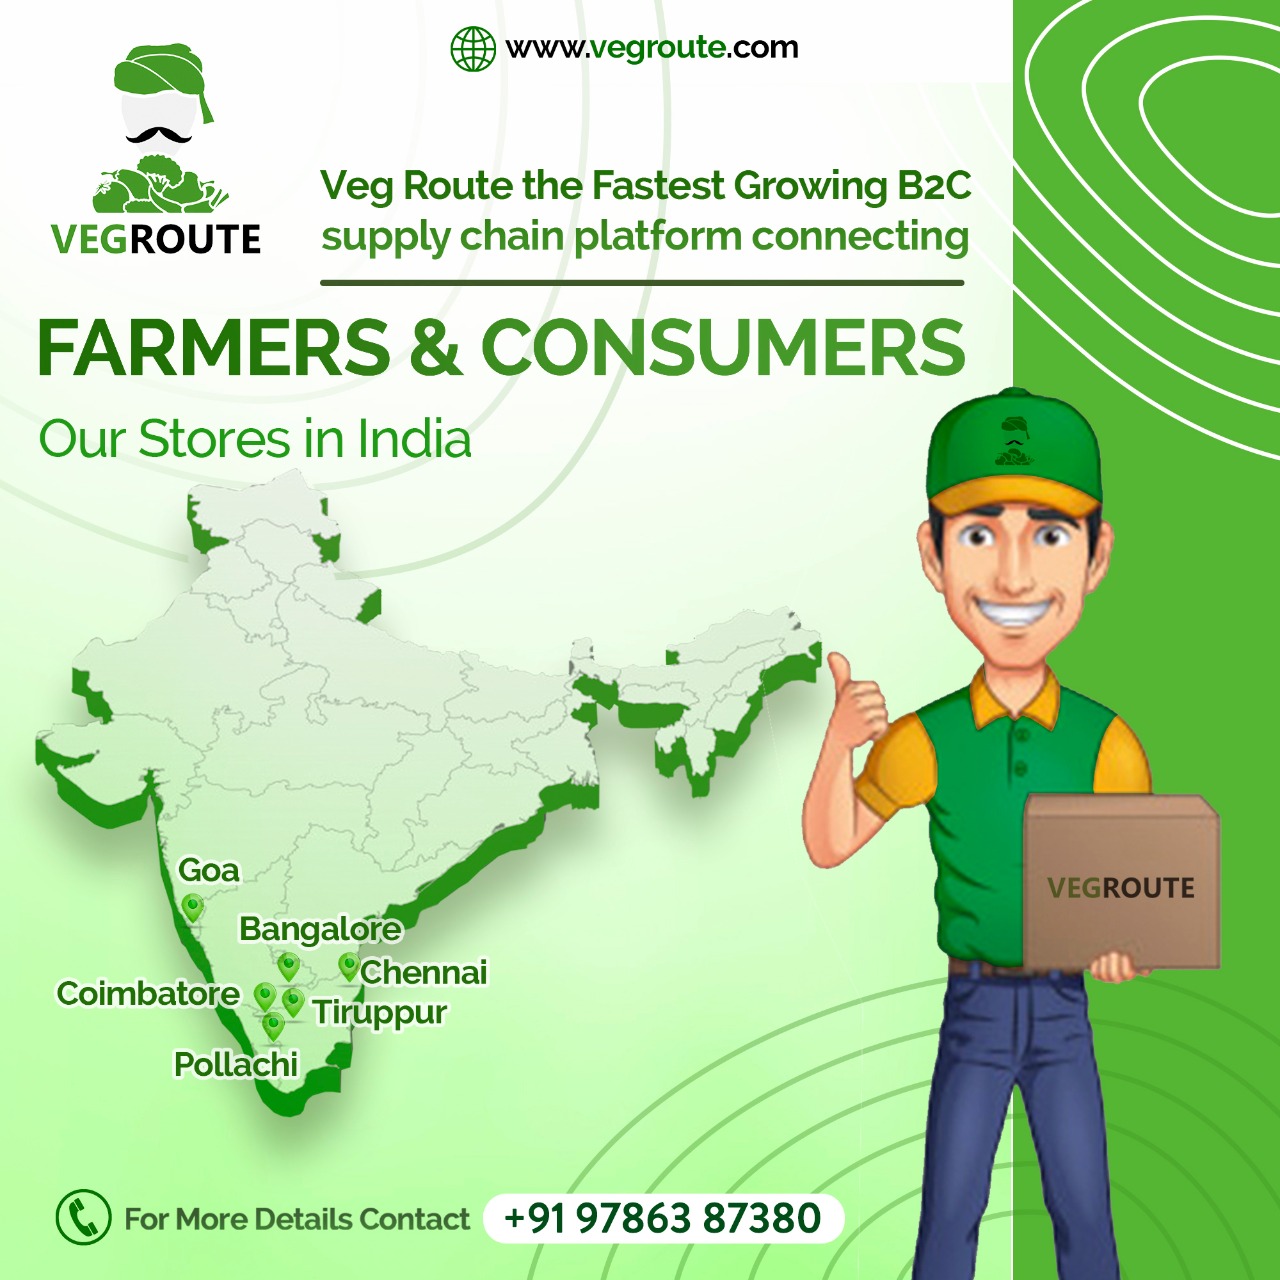 www.vegroute.com
VEGROUTE
Veg Route the Fastest Growing B2C
supply chain platform connecting
FARMERS & CONSUMERS
Our Stores in India
Goa
Bangalore
Chennai
Coimbatore
Tiruppur
Pollachi
VEGROUTE
For More Details Contact +91 97863 87380